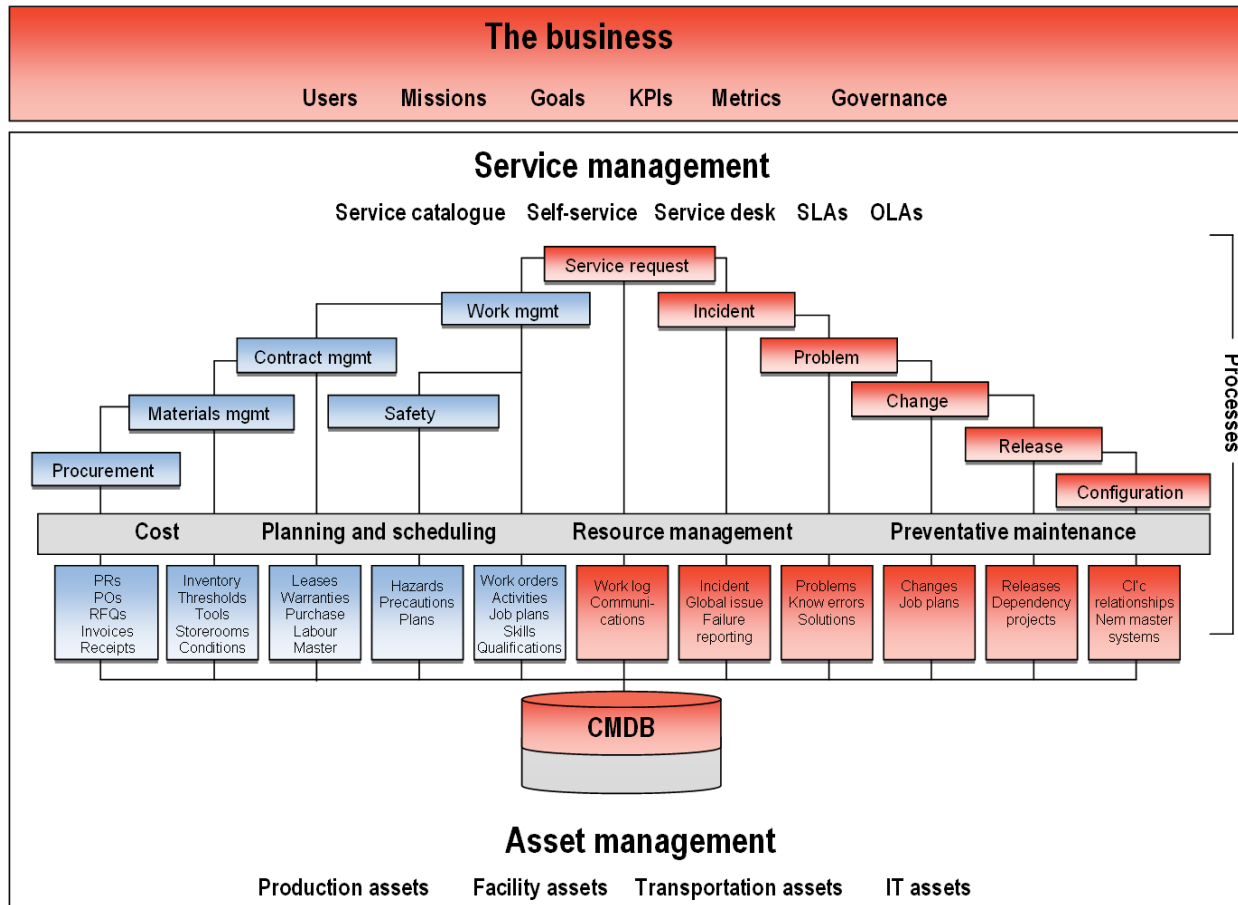 The business
Users Missions Goals KPIs Metrics Governance
Service management
Service catalogue Self-service Service desk SLAs OLAs
Service request
Work mgmt
Incident
Contract mgmt
Problem
Materials mgmt
Safety
Change
Procurement
Release
Configuration
Processes
Cost Planning and scheduling Resource management Preventative maintenance
PRs
POs
RFQs
Invoices
Receipts
Inventory
Thresholds
Tools
Storerooms
Conditions
Leases
Warranties
Purchase
Labour
Master
Hazards
Precautions
Plans
Work orders
Activities
Job plans
Skills
Qualifications
Work log
Communi-
cations
Incident
Global issue
Failure
reporting
Problems
Know errors
Solutions
Changes
Job plans
Releases
Dependency
projects
CI'c
relationships
Nem master
systems
CMDB
Asset management
Production assets Facility assets Transportation assets IT assets